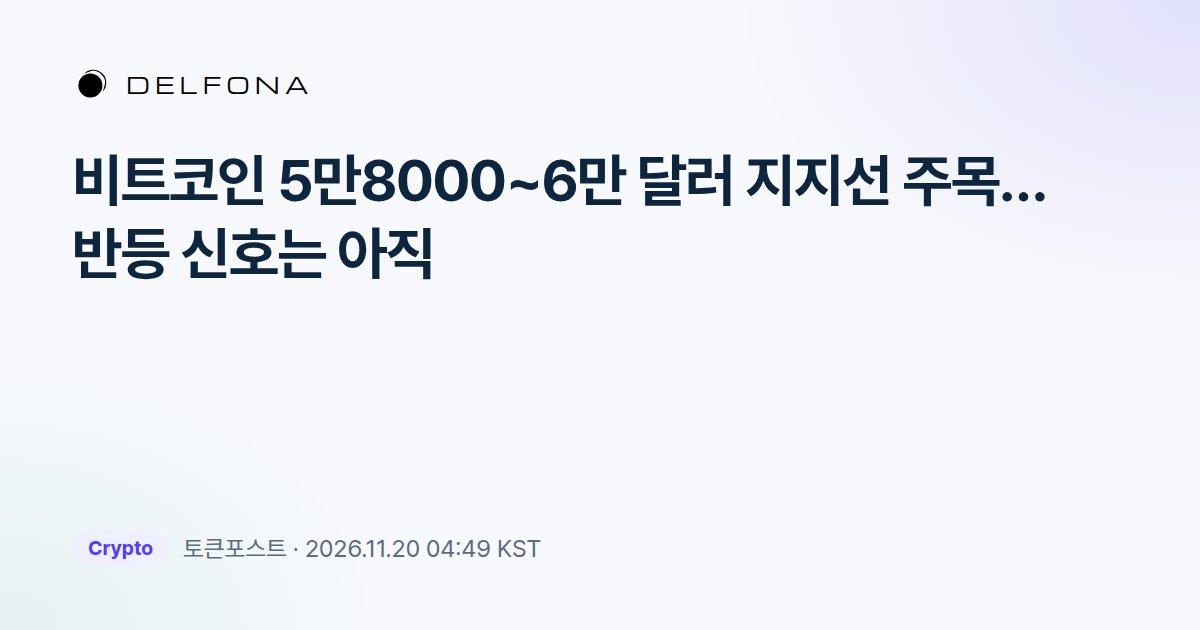 DELFONA
비트코인 5만8000~6만 달러 지지선 주목...
반등 신호는 아직
Crypto 토큰포스트 · 2026.11.20 04:49 KST